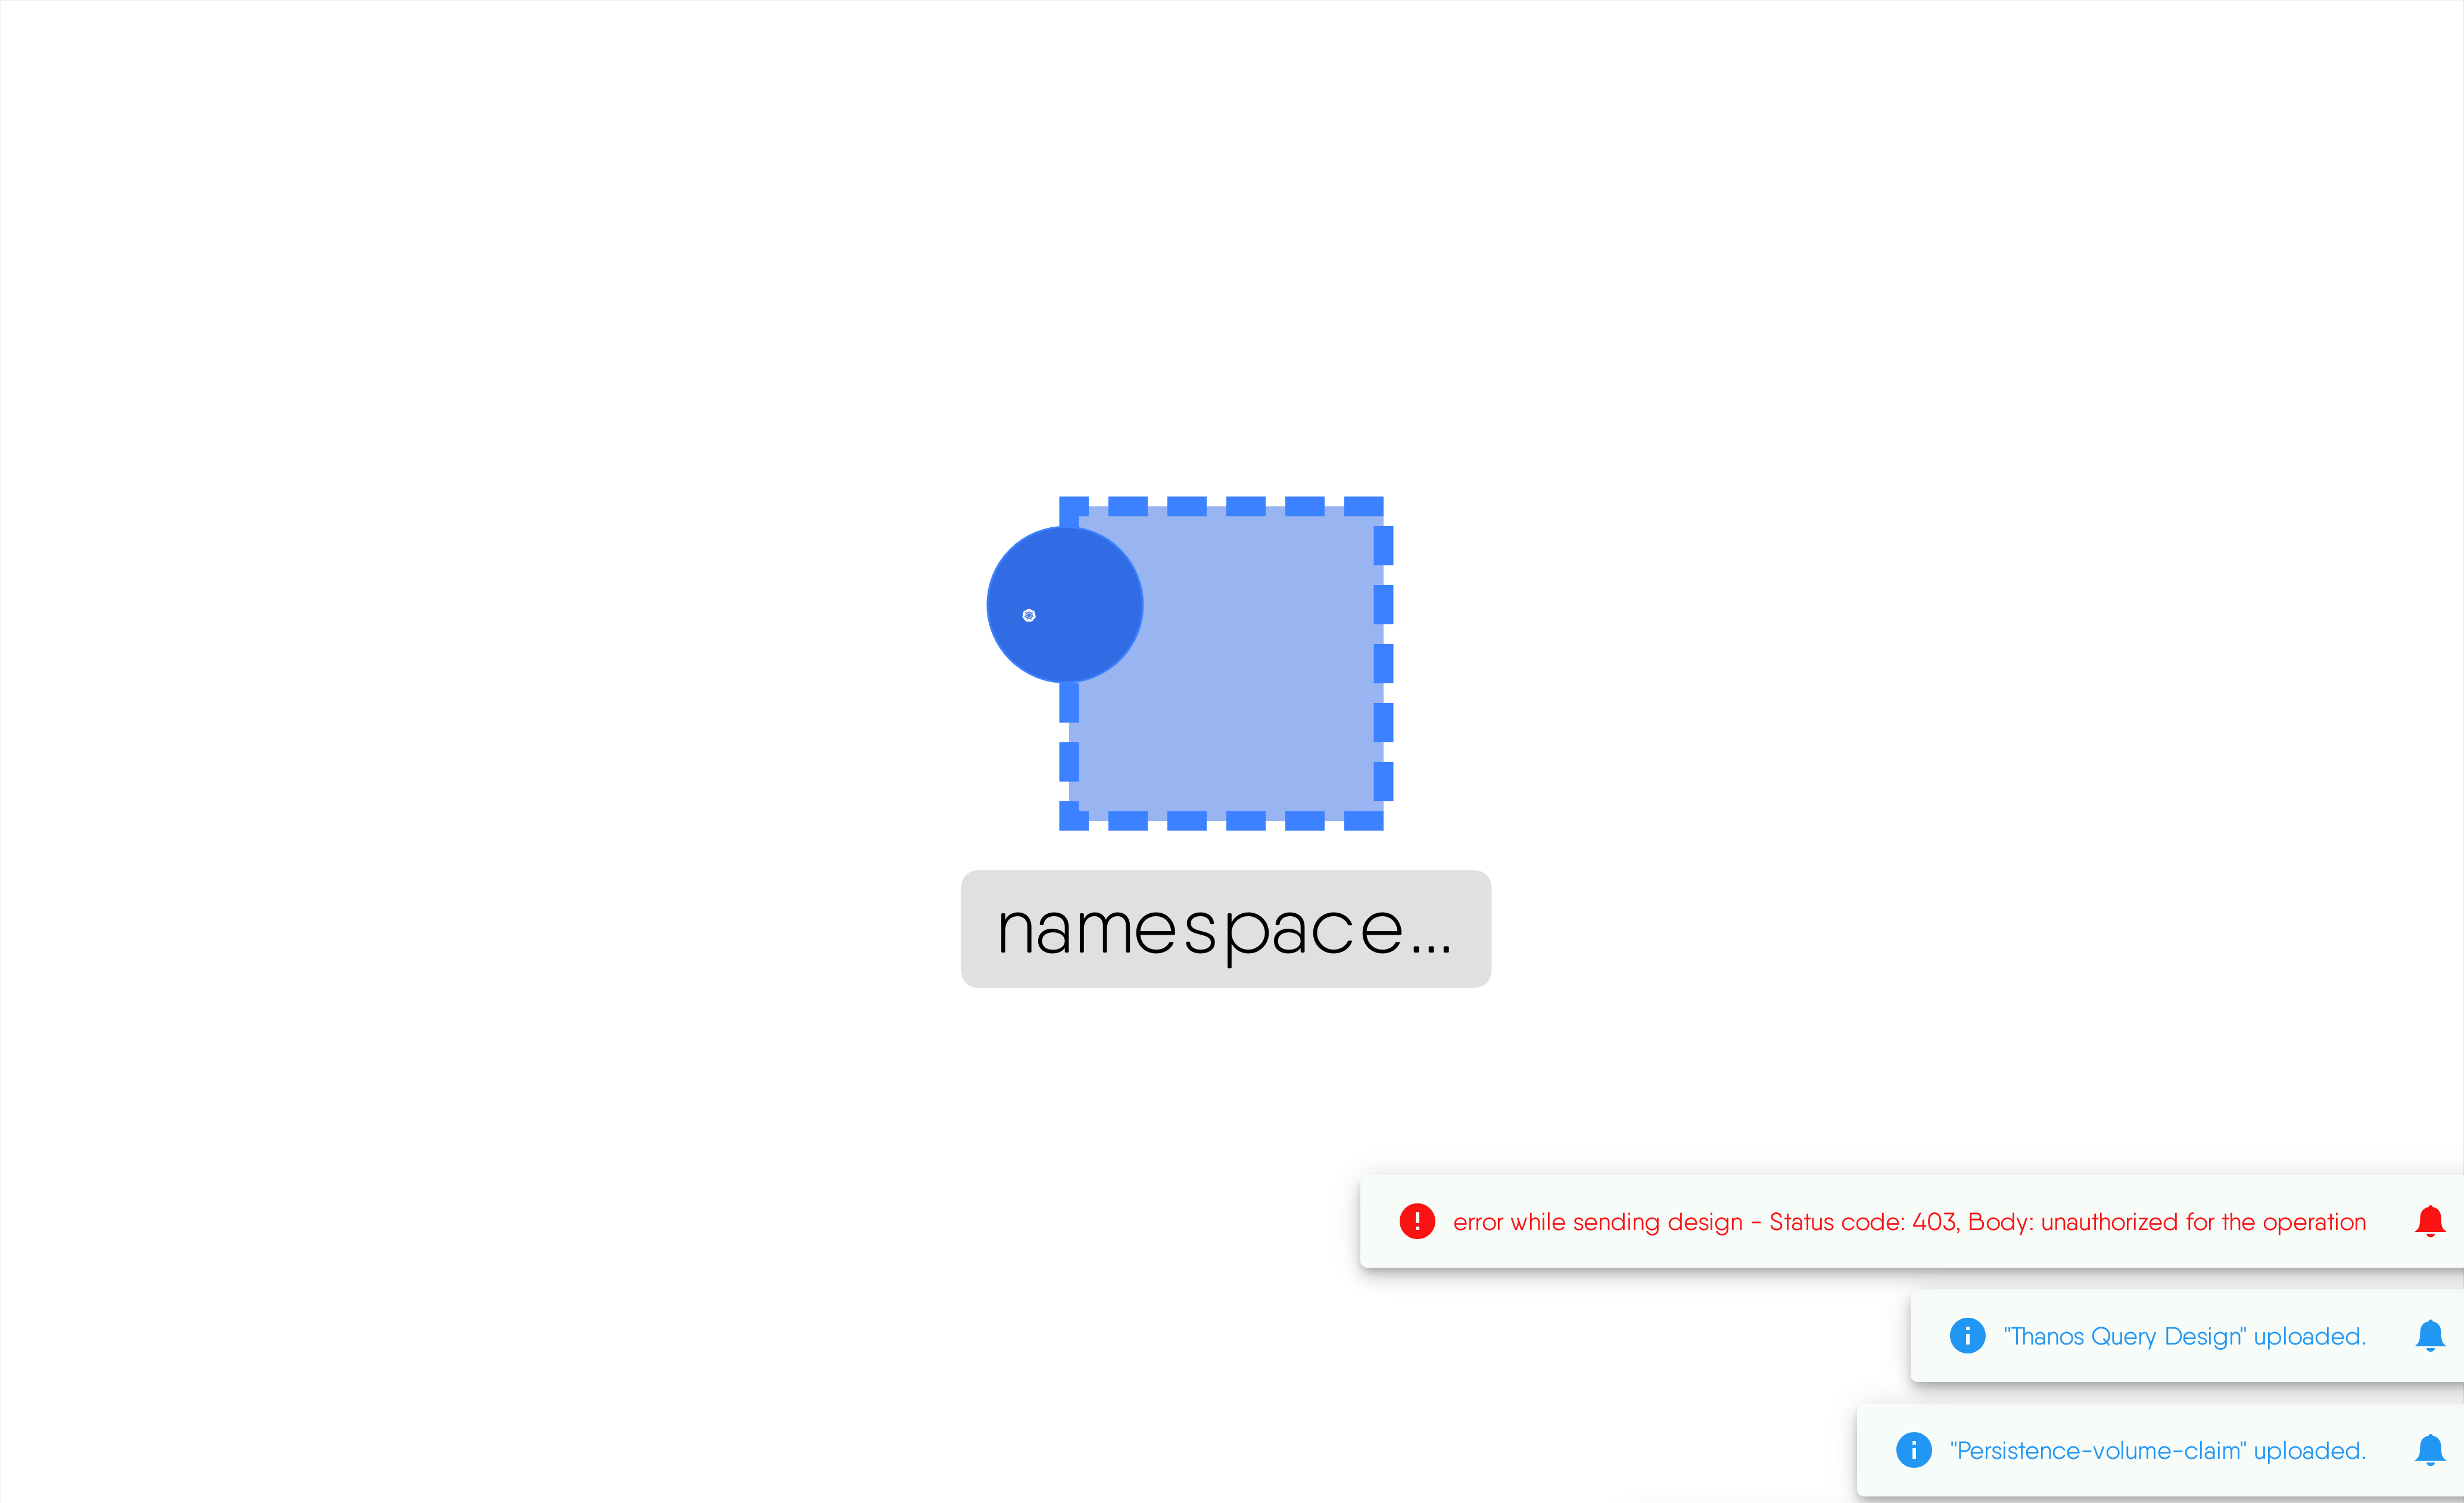 namespace...
error while sending design - Status code: 403, Body: unauthorized for the operation
"Thanos Query Design" uploaded.
"Persistence-volume-claim" uploaded.